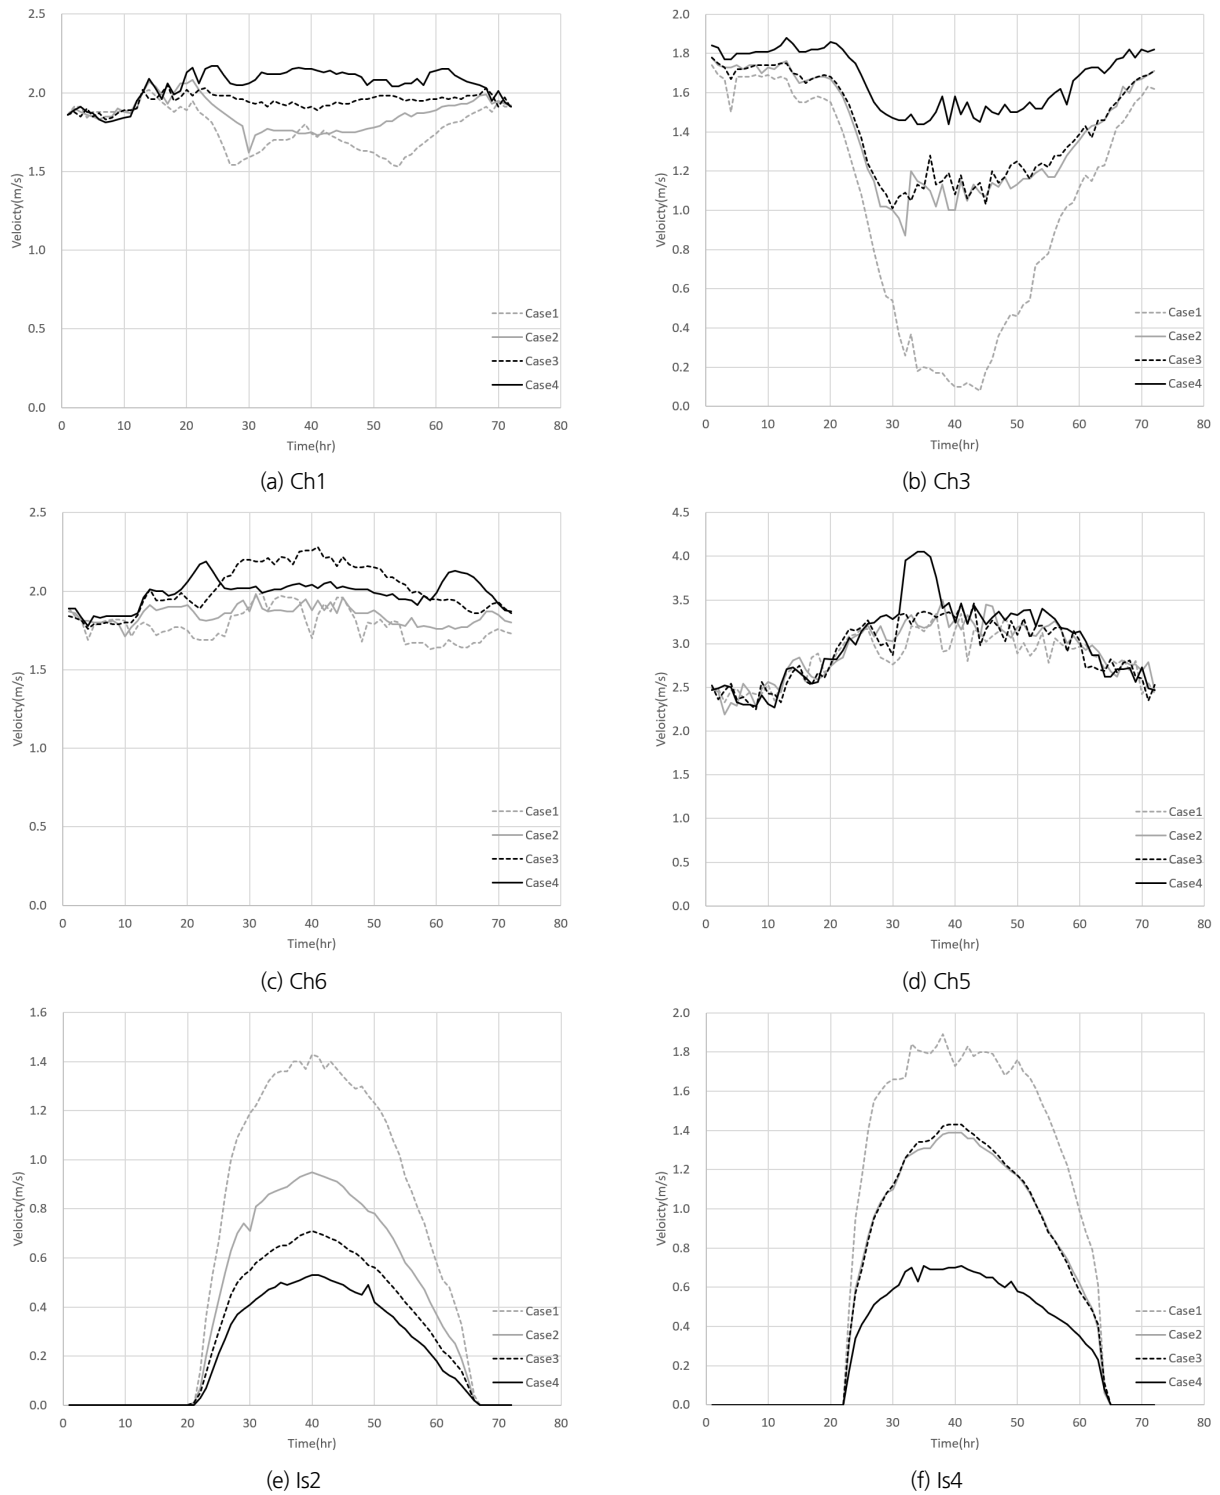 2.5
2.0
1.5
1.0
0.5
0.0
Veloicty(m/s)
0 10 20 30 40 50 60 70 80
Time(hr)
Case1
Case2
Case3
Case4
(a) Ch1
2.0
1.8
1.6
1.4
1.2
1.0
0.8
0.6
0.4
0.2
0.0
Veloicty(m/s)
0 10 20 30 40 50 60 70 80
Time(hr)
Case1
Case2
Case3
Case4
(b) Ch3
2.5
2.0
1.5
1.0
0.5
0.0
Veloicty(m/s)
0 10 20 30 40 50 60 70 80
Time(hr)
Case1
Case2
Case3
Case4
(c) Ch6
4.5
4.0
3.5
3.0
2.5
2.0
1.5
1.0
0.5
0.0
Veloicty(m/s)
0 10 20 30 40 50 60 70 80
Time(hr)
Case1
Case2
Case3
Case4
(d) Ch5
1.6
1.4
1.2
1.0
0.8
0.6
0.4
0.2
0.0
Veloicty(m/s)
0 10 20 30 40 50 60 70 80
Time(hr)
Case1
Case2
Case3
Case4
(e) Is2
2.0
1.8
1.6
1.4
1.2
1.0
0.8
0.6
0.4
0.2
0.0
Veloicty(m/s)
0 10 20 30 40 50 60 70 80
Time(hr)
Case1
Case2
Case3
Case4
(f) Is4